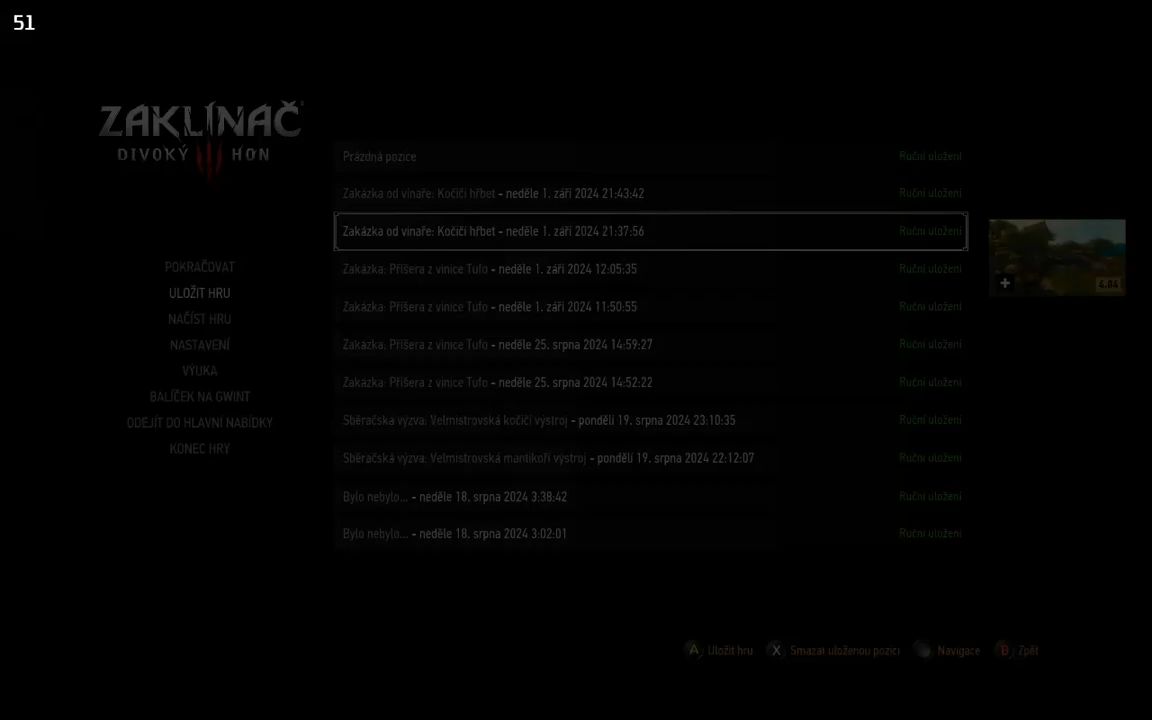 51
ZAKLÍNAČ
DIVOKÝ III HON
POKRAČOVAT
ULOŽIT HRU
NAČÍST HRU
NASTAVENÍ
VÝUKA
BALÍČEK NA GWINT
ODEJÍT DO HLAVNÍ NABÍDKY
KONEC HRY
Prázdná pozice Ruční uložení
Zakázka od vinaře: Kočičí hřbet - neděle 1. září 2024 21:43:42 Ruční uložení
Zakázka od vinaře: Kočičí hřbet - neděle 1. září 2024 21:37:56 Ruční uložení
Zakázka: Příšera z vinice Tufo - neděle 1. září 2024 12:05:35 Ruční uložení
Zakázka: Příšera z vinice Tufo - neděle 1. září 2024 11:50:55 Ruční uložení
Zakázka: Příšera z vinice Tufo - neděle 25. srpna 2024 14:59:27 Ruční uložení
Zakázka: Příšera z vinice Tufo - neděle 25. srpna 2024 14:52:22 Ruční uložení
Sběračská výzva: Velmistrovská kočičí výstroj - pondělí 19. srpna 2024 23:10:35 Ruční uložení
Sběračská výzva: Velmistrovská mantikoří výstroj - pondělí 19. srpna 2024 22:12:07 Ruční uložení
Bylo nebylo... - neděle 18. srpna 2024 3:38:42 Ruční uložení
Bylo nebylo... - neděle 18. srpna 2024 3:02:01 Ruční uložení
4.04
A Uložit hru X Smazat uloženou pozici Navigace B Zpět